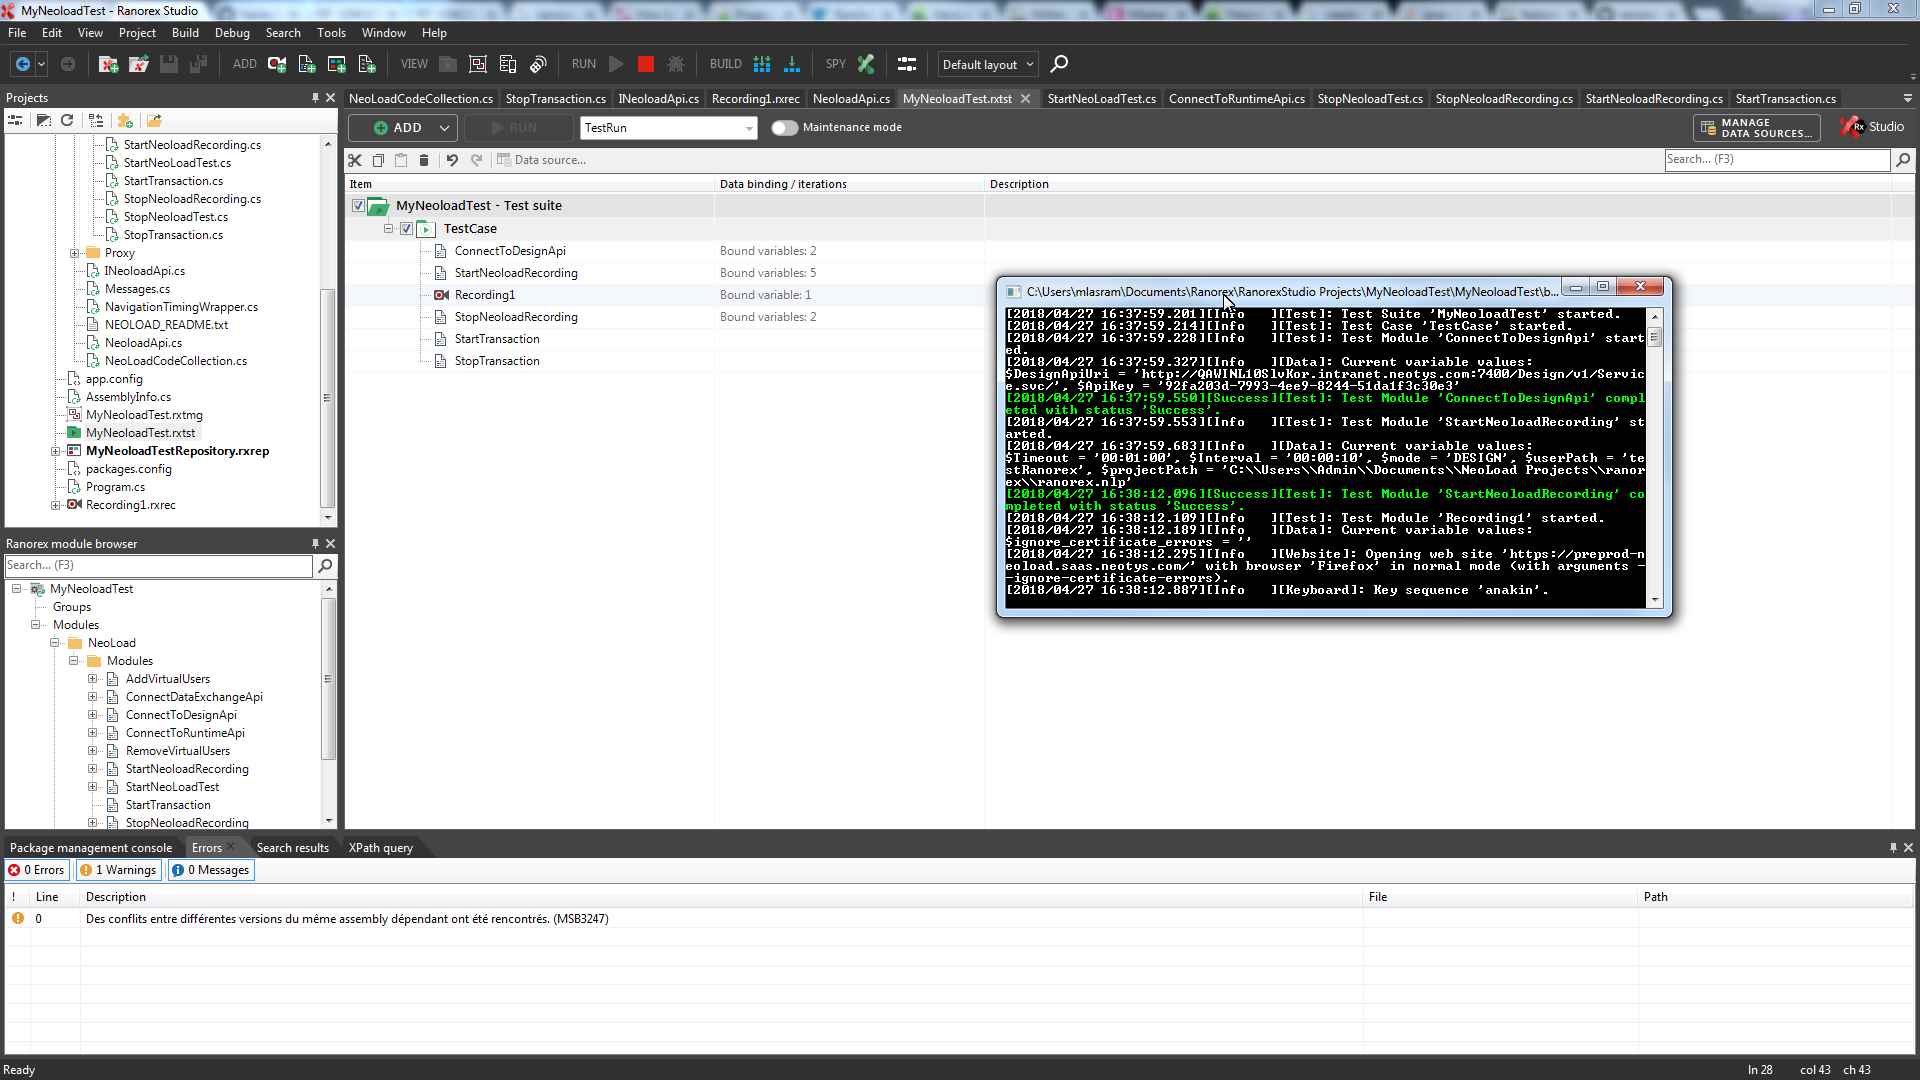 MyNeoloadTest - Ranorex Studio
File Edit View Project Build Debug Search Tools Window Help
ADD VIEW RUN BUILD SPY Default layout
Projects
NeoLoadCodeCollection.cs StopTransaction.cs INeoloadApi.cs Recording1.rxrec NeoloadApi.cs MyNeoloadTest.rxtst StartNeoLoadTest.cs ConnectToRuntimeApi.cs StopNeoloadTest.cs StopNeoloadRecording.cs StartNeoloadRecording.cs StartTransaction.cs
ADD RUN TestRun Maintenance mode MANAGE DATA SOURCES... Rx Studio
Data source... Search... (F3)
StartNeoloadRecording.cs
StartNeoLoadTest.cs
StartTransaction.cs
StopNeoloadRecording.cs
StopNeoloadTest.cs
StopTransaction.cs
Proxy
INeoloadApi.cs
Messages.cs
NavigationTimingWrapper.cs
NEOLOAD_README.txt
NeoloadApi.cs
NeoLoadCodeCollection.cs
app.config
AssemblyInfo.cs
MyNeoloadTest.rxtmg
MyNeoloadTest.rxtst
MyNeoloadTestRepository.rxrep
packages.config
Program.cs
Recording1.rxrec
Item Data binding / iterations Description
MyNeoloadTest - Test suite
TestCase
ConnectToDesignApi Bound variables: 2
StartNeoloadRecording Bound variables: 5
Recording1 Bound variable: 1
StopNeoloadRecording Bound variables: 2
StartTransaction
StopTransaction
C:\Users\mlasram\Documents\Ranorex\RanorexStudio Projects\MyNeoloadTest\MyNeoloadTest\b...
[2018/04/27 16:37:59.201][Info   ][Test]: Test Suite 'MyNeoloadTest' started.
[2018/04/27 16:37:59.214][Info   ][Test]: Test Case 'TestCase' started.
[2018/04/27 16:37:59.228][Info   ][Test]: Test Module 'ConnectToDesignApi' start
ed.
[2018/04/27 16:37:59.327][Info   ][Data]: Current variable values:
$DesignApiUri = 'http://QAWINL10SlvKor.intranet.neotys.com:7400/Design/v1/Servic
e.svc/', $ApiKey = '92fa203d-7993-4ee9-8244-51da1f3c30e3'
[2018/04/27 16:37:59.550][Success][Test]: Test Module 'ConnectToDesignApi' compl
eted with status 'Success'.
[2018/04/27 16:37:59.553][Info   ][Test]: Test Module 'StartNeoloadRecording' st
arted.
[2018/04/27 16:37:59.683][Info   ][Data]: Current variable values:
$Timeout = '00:01:00', $Interval = '00:00:10', $mode = 'DESIGN', $userPath = 'te
stRanorex', $projectPath = 'C:\\Users\\Admin\\Documents\\NeoLoad Projects\\ranor
ex\\ranorex.nlp'
[2018/04/27 16:38:12.096][Success][Test]: Test Module 'StartNeoloadRecording' co
mpleted with status 'Success'.
[2018/04/27 16:38:12.109][Info   ][Test]: Test Module 'Recording1' started.
[2018/04/27 16:38:12.189][Info   ][Data]: Current variable values:
$ignore_certificate_errors = ''
[2018/04/27 16:38:12.295][Info   ][Website]: Opening web site 'https://preprod-n
eoload.saas.neotys.com/' with browser 'Firefox' in normal mode (with arguments -
-ignore-certificate-errors).
[2018/04/27 16:38:12.887][Info   ][Keyboard]: Key sequence 'anakin'.
Ranorex module browser
Search... (F3)
MyNeoloadTest
Groups
Modules
NeoLoad
Modules
AddVirtualUsers
ConnectDataExchangeApi
ConnectToDesignApi
ConnectToRuntimeApi
RemoveVirtualUsers
StartNeoloadRecording
StartNeoLoadTest
StartTransaction
StopNeoloadRecording
Package management console Errors Search results XPath query
0 Errors 1 Warnings 0 Messages
! Line Description File Path
0 Des conflits entre différentes versions du même assembly dépendant ont été rencontrés. (MSB3247)
Ready ln 28 col 43 ch 43